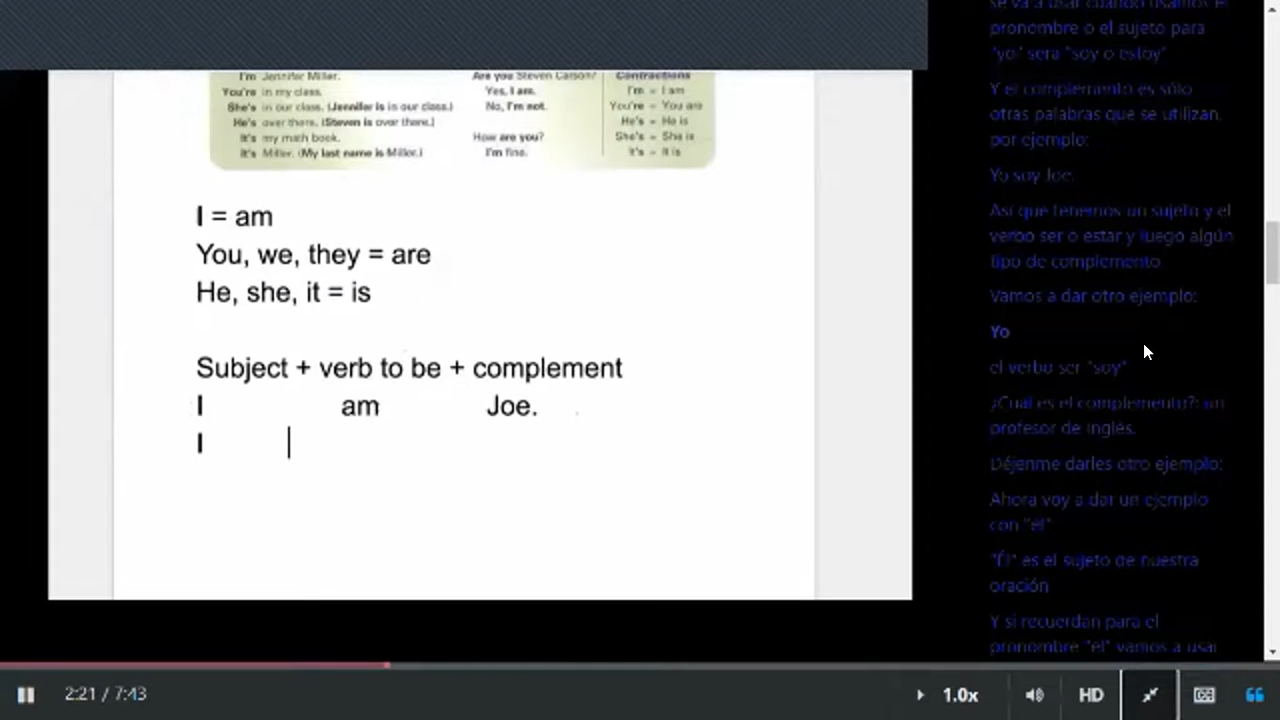 I'm Jennifer Miller.
You're in my class.
She's in our class. (Jennifer is in our class.)
He's over there. (Steven is over there.)
It's my math book.
It's Miller. (My last name is Miller.)
Are you Steven Carson?
Yes, I am.
No, I'm not.
How are you?
I'm fine.
Contractions
I'm = I am
You're = You are
He's = He is
She's = She is
It's = It is
I = am
You, we, they = are
He, she, it = is
Subject + verb to be + complement
I am Joe.
I
se va a usar cuando usamos el
pronombre o el sujeto para
"yo" será "soy o estoy"
Y el complemento es sólo
otras palabras que se utilizan,
por ejemplo:
Yo soy Joe.
Así que tenemos un sujeto y el
verbo ser o estar y luego algún
tipo de complemento
Vamos a dar otro ejemplo:
Yo
el verbo ser "soy"
¿Cuál es el complemento?: un
profesor de inglés.
Déjenme darles otro ejemplo:
Ahora voy a dar un ejemplo
con "él"
"Él" es el sujeto de nuestra
oración
Y si recuerdan para el
pronombre "él" vamos a usar
2:21 / 7:43
1.0x
HD